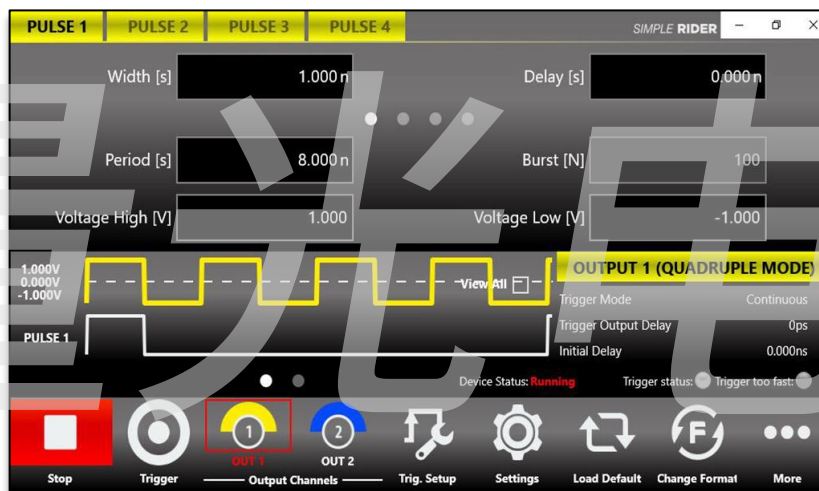 PULSE 1 PULSE 2 PULSE 3 PULSE 4 SIMPLE RIDER
Width [s] 1.000 n Delay [s] 0.000 n
Period [s] 8.000 n Burst [N] 100
Voltage High [V] 1.000 Voltage Low [V] -1.000
1.000V
0.000V
-1.000V
View All
PULSE 1
OUTPUT 1 (QUADRUPLE MODE)
Trigger Mode Continuous
Trigger Output Delay 0ps
Initial Delay 0.000ns
Device Status: Running Trigger status: Trigger too fast:
1 2 F
OUT 1 OUT 2
Stop Trigger Output Channels Trig. Setup Settings Load Default Change Format More
光电